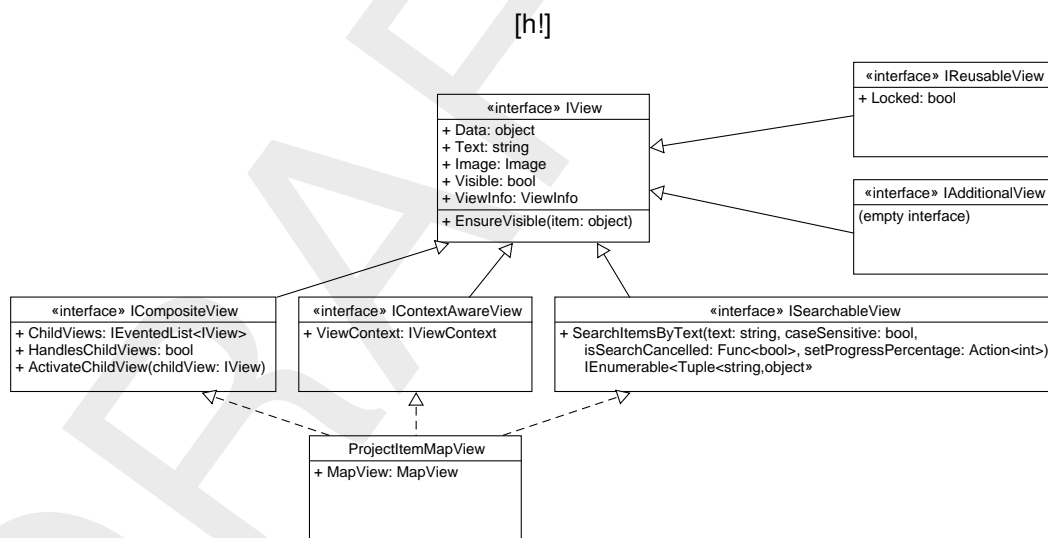 [h!]
«interface» IReusableView
+ Locked: bool
«interface» IView
+ Data: object
+ Text: string
+ Image: Image
+ Visible: bool
+ ViewInfo: ViewInfo
+ EnsureVisible(item: object)
«interface» IAdditionalView
(empty interface)
«interface» ICompositeView
+ ChildViews: IEventedList<IView>
+ HandlesChildViews: bool
+ ActivateChildView(childView: IView)
«interface» IContextAwareView
+ ViewContext: IViewContext
«interface» ISearchableView
+ SearchItemsByText(text: string, caseSensitive: bool,
isSearchCancelled: Func<bool>, setProgressPercentage: Action<int>)
IEnumerable<Tuple<string,object»
ProjectItemMapView
+ MapView: MapView